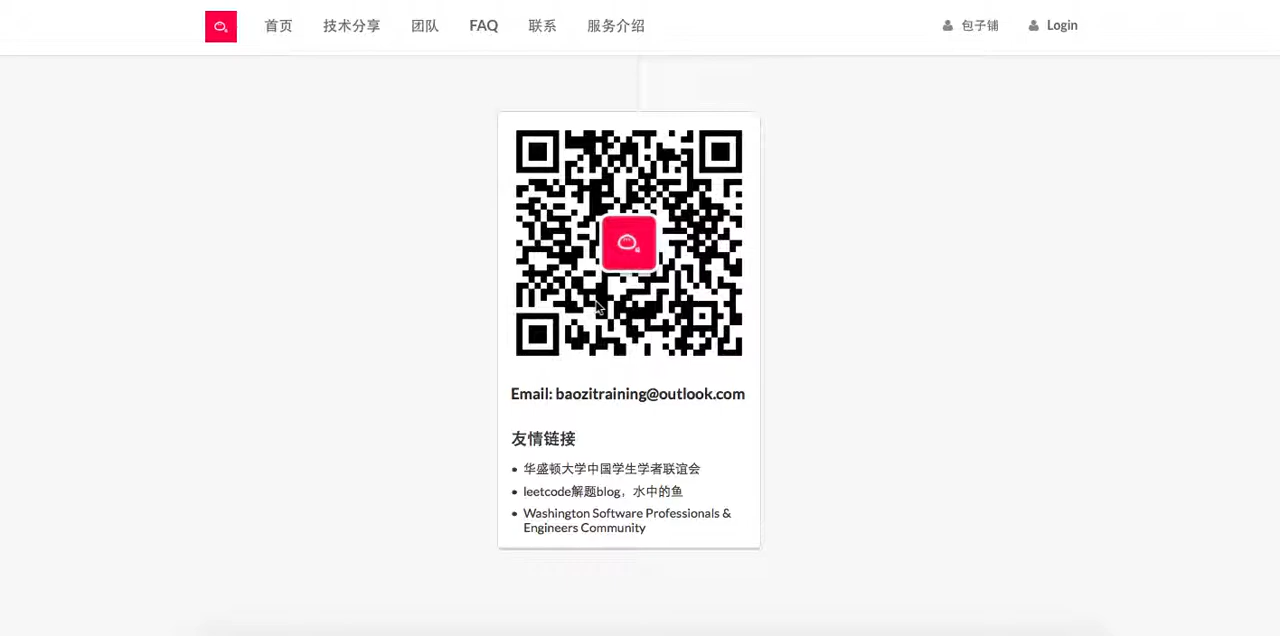 首页 技术分享 团队 FAQ 联系 服务介绍 包子铺 Login
Email: baozitraining@outlook.com
友情链接
华盛顿大学中国学生学者联谊会
leetcode解题blog，水中的鱼
Washington Software Professionals &
Engineers Community